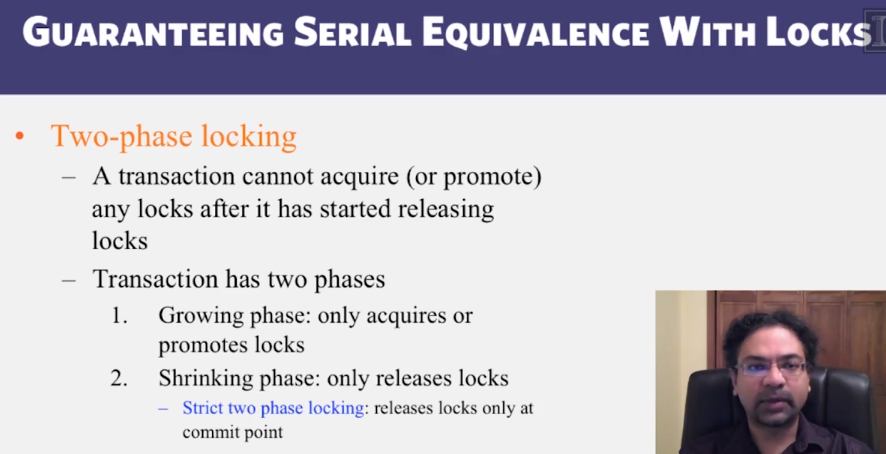 GUARANTEEING SERIAL EQUIVALENCE WITH LOCKS
• Two-phase locking
– A transaction cannot acquire (or promote)
any locks after it has started releasing
locks
– Transaction has two phases
1. Growing phase: only acquires or
promotes locks
2. Shrinking phase: only releases locks
– Strict two phase locking: releases locks only at
commit point